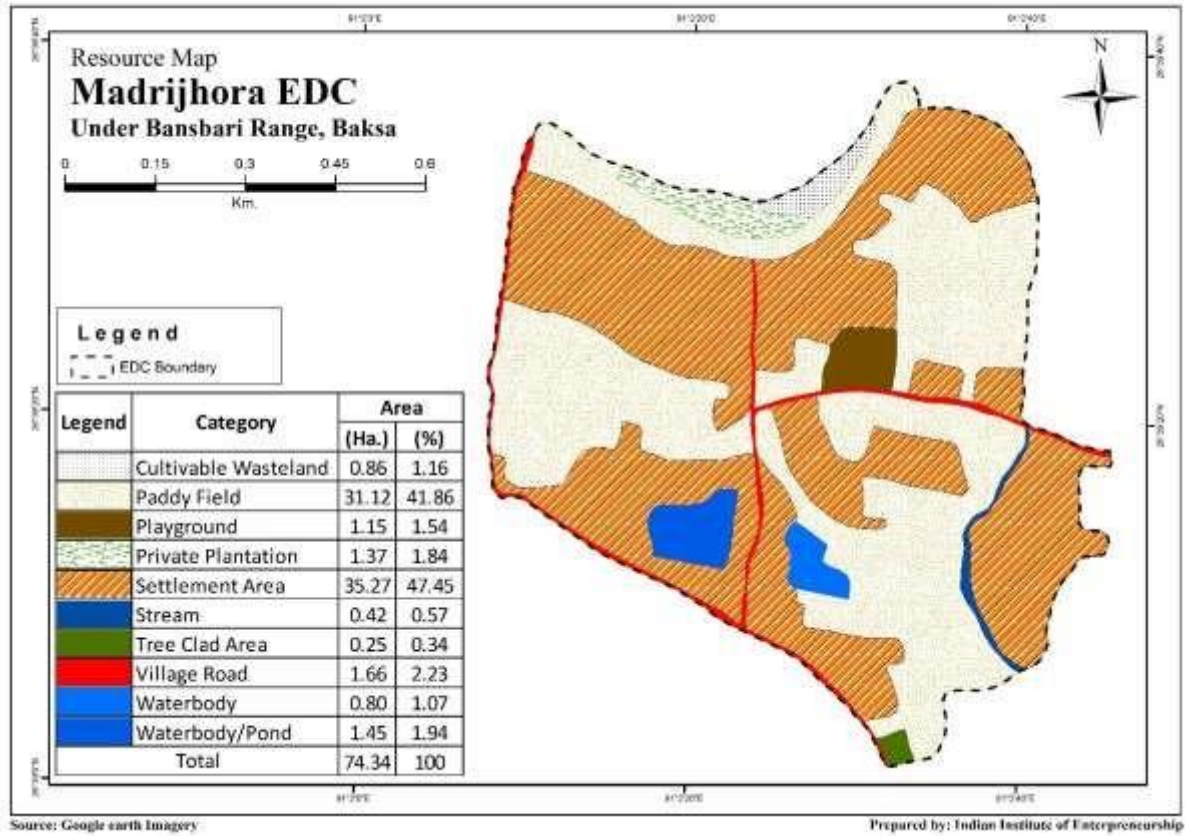 Resource Map
Madrijhora EDC
Under Bansbari Range, Baksa
0 0.15 0.3 0.45 0.6
Km.
N
Legend
EDC Boundary
Legend Category Area
(Ha.) (%)
Cultivable Wasteland 0.86 1.16
Paddy Field 31.12 41.86
Playground 1.15 1.54
Private Plantation 1.37 1.84
Settlement Area 35.27 47.45
Stream 0.42 0.57
Tree Clad Area 0.25 0.34
Village Road 1.66 2.23
Waterbody 0.80 1.07
Waterbody/Pond 1.45 1.94
Total 74.34 100
Source: Google earth Imagery
Prepared by: Indian Institute of Enterpreneurship